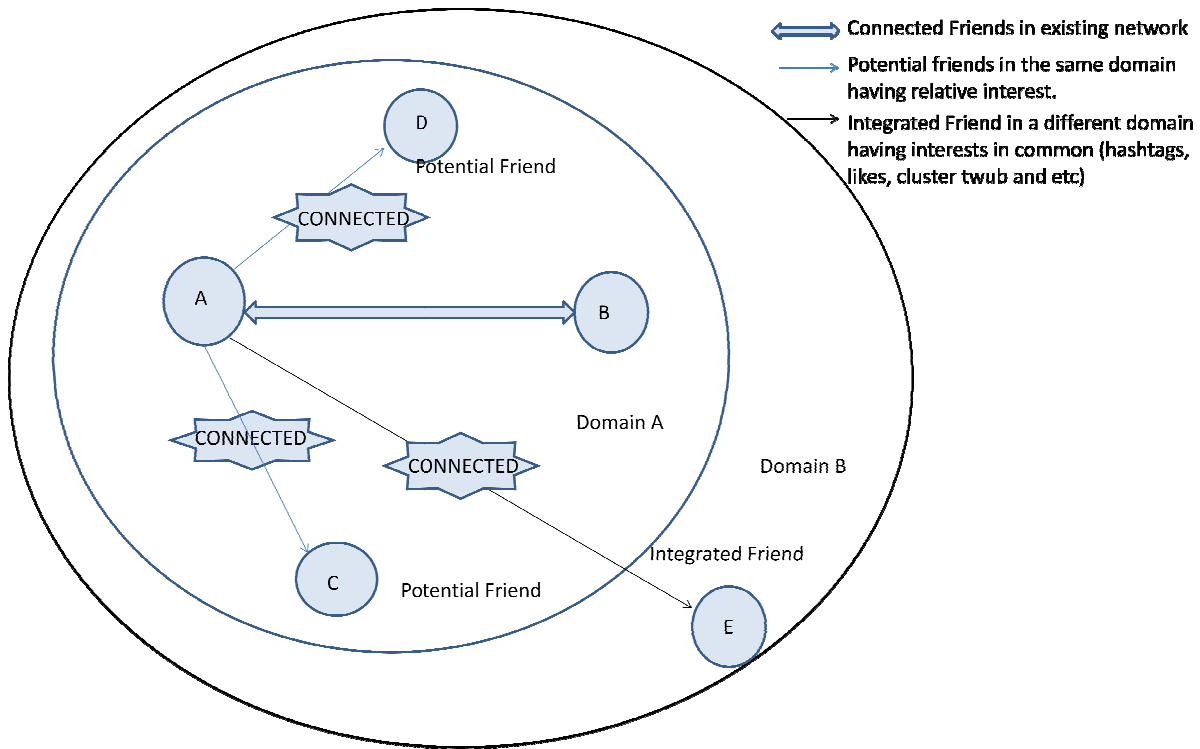 Connected Friends in existing network
Potential friends in the same domain
having relative interest.
Integrated Friend in a different domain
having interests in common (hashtags,
likes, cluster twub and etc)
D
Potential Friend
CONNECTED
A
B
Domain A
CONNECTED
CONNECTED
Domain B
Integrated Friend
C
Potential Friend
E